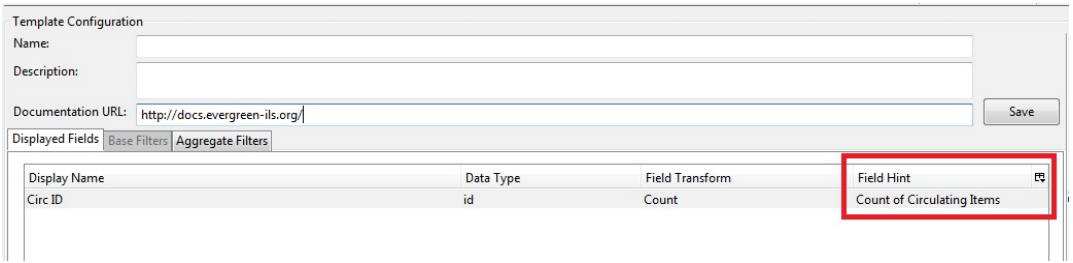 Template Configuration
Name:
Description:
Documentation URL: http://docs.evergreen-ils.org/
Save
Displayed Fields Base Filters Aggregate Filters
Display Name Data Type Field Transform Field Hint
Circ ID id Count Count of Circulating Items